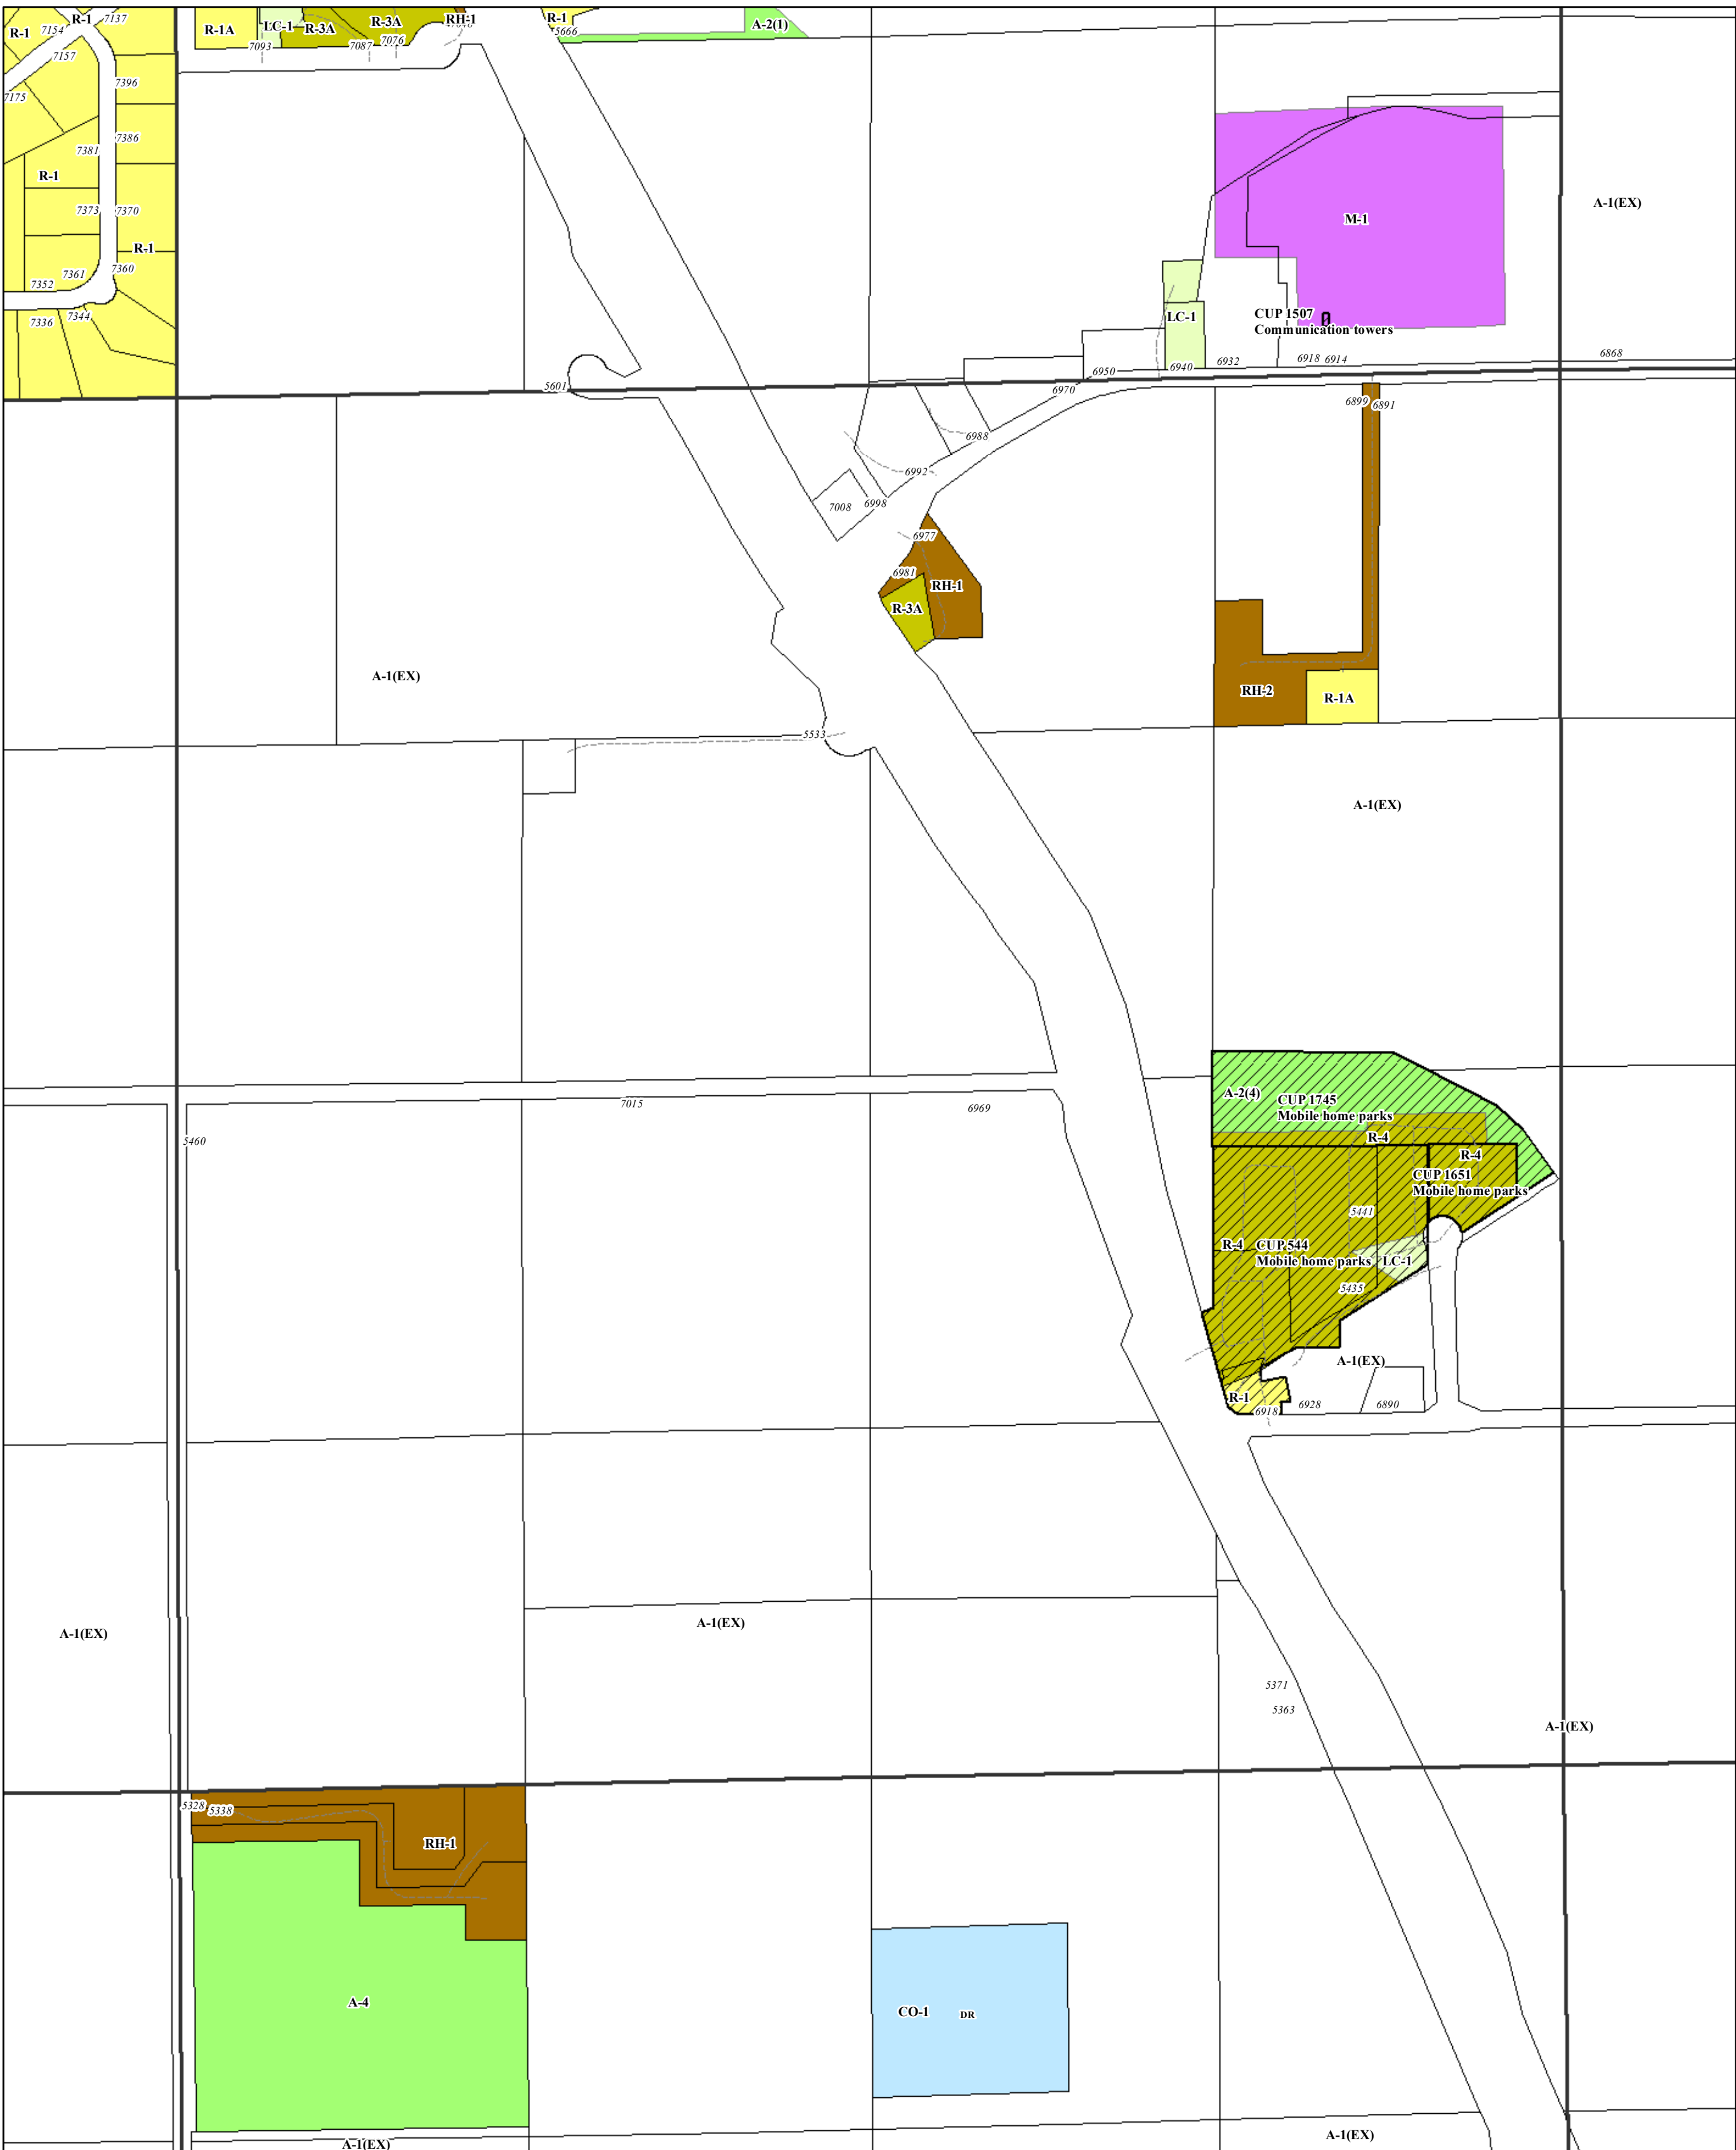 R-1
7137
R-1
7154
7157
7175
7396
7386
7381
R-1
7373
7370
R-1
7361
7360
7352
7344
7336
R-1A
LC-1
R-3A
R-3A
RH-1
7093
7087
7076
R-1
5666
A-2(1)
A-1(EX)
M-1
LC-1
CUP 1507
Communication towers
0
6868
6914
6918
6932
6940
6950
6970
5601
6899
6891
6988
6992
6998
7008
6977
6981
RH-1
R-3A
A-1(EX)
RH-2
R-1A
5533
A-1(EX)
A-2(4)
CUP 1745
Mobile home parks
R-4
R-4
CUP 1651
Mobile home parks
7015
6969
5460
5441
R-4
CUP 544
Mobile home parks
LC-1
5435
A-1(EX)
R-1
6918
6928
6890
A-1(EX)
A-1(EX)
5371
5363
A-1(EX)
5328
5338
RH-1
A-4
CO-1
DR
A-1(EX)
A-1(EX)